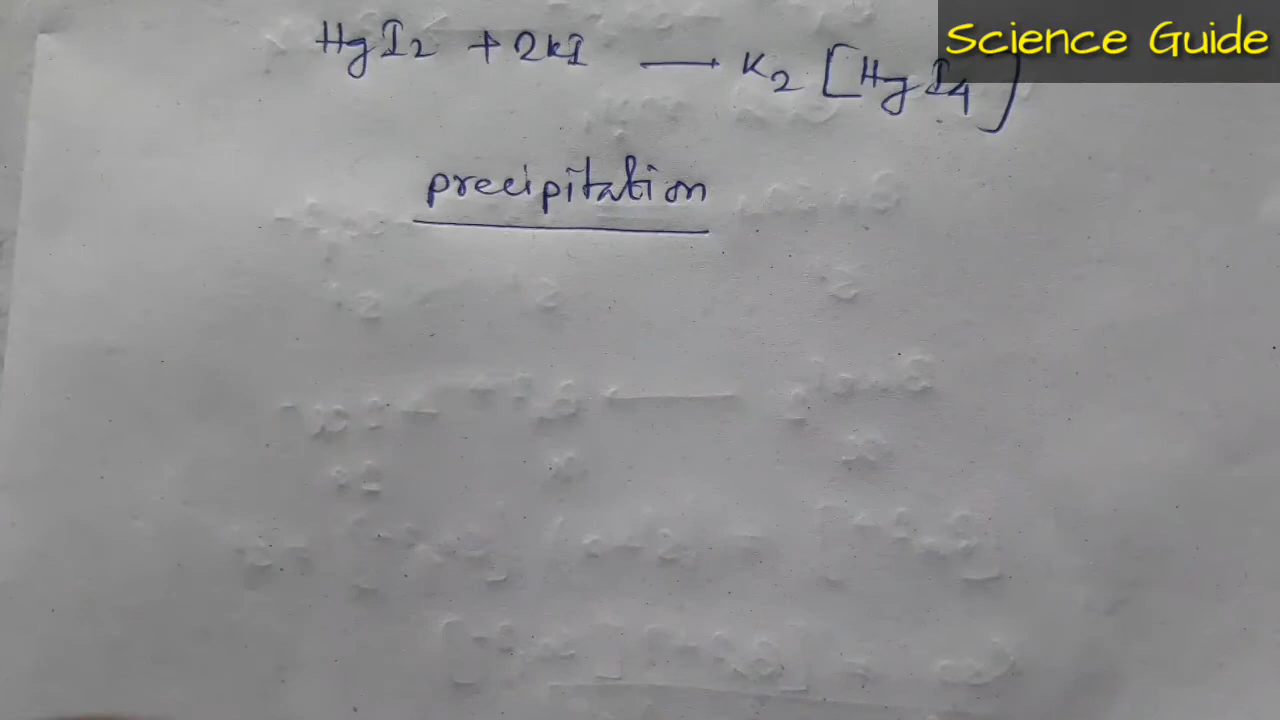 Science Guide
HgI2 + 2KI → K2 [HgI4]
precipitation